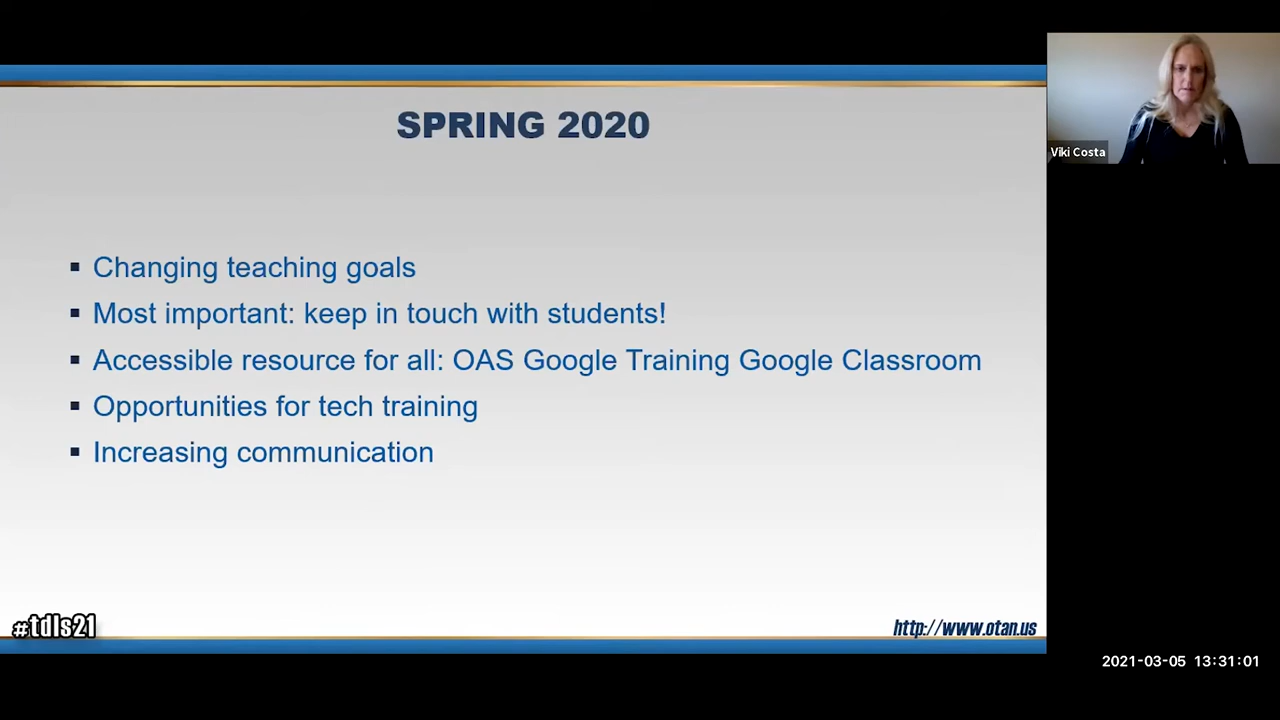 SPRING 2020
Viki Costa
▪ Changing teaching goals
▪ Most important: keep in touch with students!
▪ Accessible resource for all: OAS Google Training Google Classroom
▪ Opportunities for tech training
▪ Increasing communication
#tdls21
http://www.otan.us
2021-03-05 13:31:01